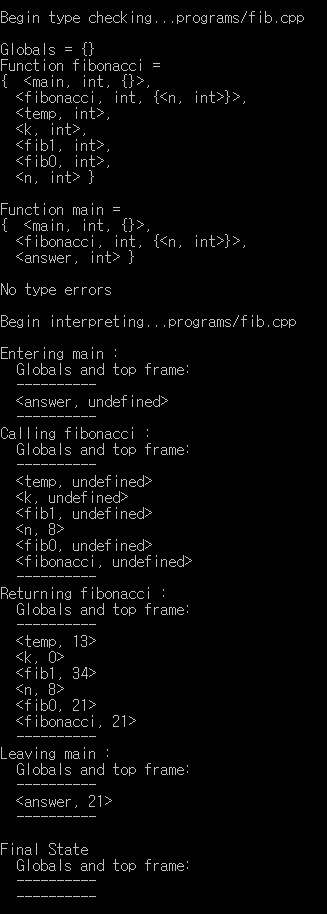 Begin type checking...programs/fib.cpp
Globals = {}
Function fibonacci =
{  <main, int, {}>,
  <fibonacci, int, {<n, int>}>,
  <temp, int>,
  <k, int>,
  <fib1, int>,
  <fib0, int>,
  <n, int> }
Function main =
{  <main, int, {}>,
  <fibonacci, int, {<n, int>}>,
  <answer, int> }
No type errors
Begin interpreting...programs/fib.cpp
Entering main :
  Globals and top frame:
  ----------
  <answer, undefined>
  ----------
Calling fibonacci :
  Globals and top frame:
  ----------
  <temp, undefined>
  <k, undefined>
  <fib1, undefined>
  <n, 8>
  <fib0, undefined>
  <fibonacci, undefined>
  ----------
Returning fibonacci :
  Globals and top frame:
  ----------
  <temp, 13>
  <k, 0>
  <fib1, 34>
  <n, 8>
  <fib0, 21>
  <fibonacci, 21>
  ----------
Leaving main :
  Globals and top frame:
  ----------
  <answer, 21>
  ----------
Final State
  Globals and top frame:
  ----------
  ----------